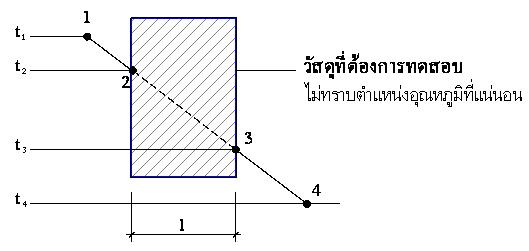 1
t1
t2
2
วัสดุที่ต้องการทดสอบ
ไม่ทราบตำแหน่งอุณหภูมิที่แน่นอน
3
t3
4
t4
l